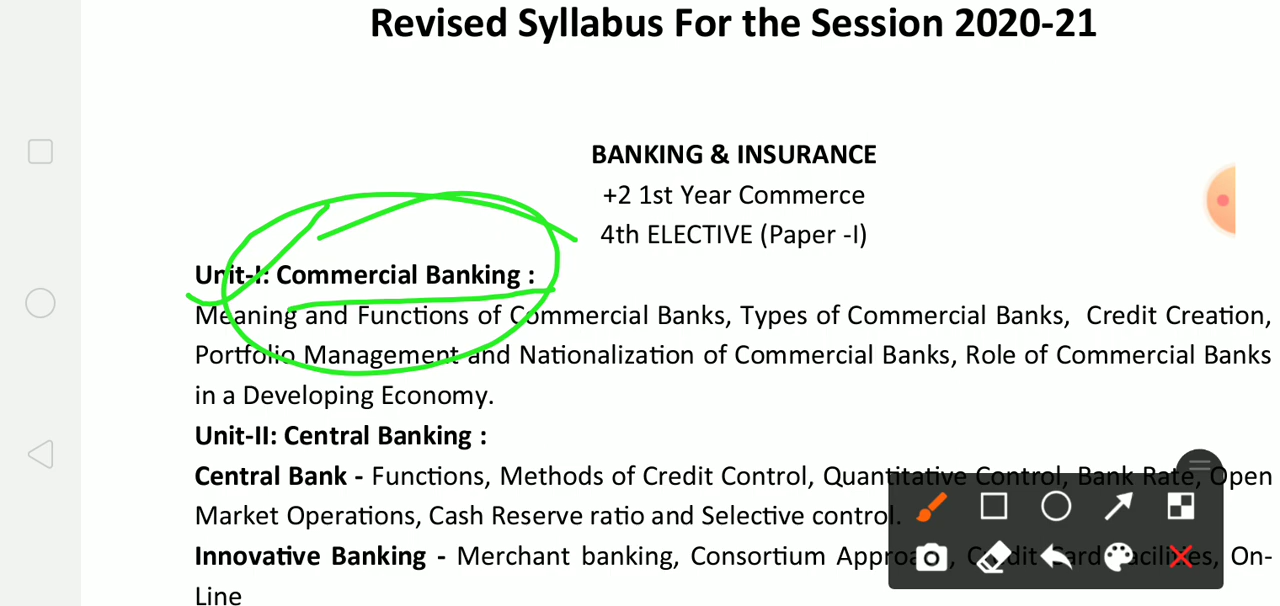 Revised Syllabus For the Session 2020-21
BANKING & INSURANCE
+2 1st Year Commerce
4th ELECTIVE (Paper -I)
Unit-I: Commercial Banking :
Meaning and Functions of Commercial Banks, Types of Commercial Banks, Credit Creation,
Portfolio Management and Nationalization of Commercial Banks, Role of Commercial Banks
in a Developing Economy.
Unit-II: Central Banking :
Central Bank - Functions, Methods of Credit Control, Quantitative Control, Bank Rate, Open
Market Operations, Cash Reserve ratio and Selective control.
Innovative Banking - Merchant banking, Consortium Approach, Credit Card facilities, On-
Line